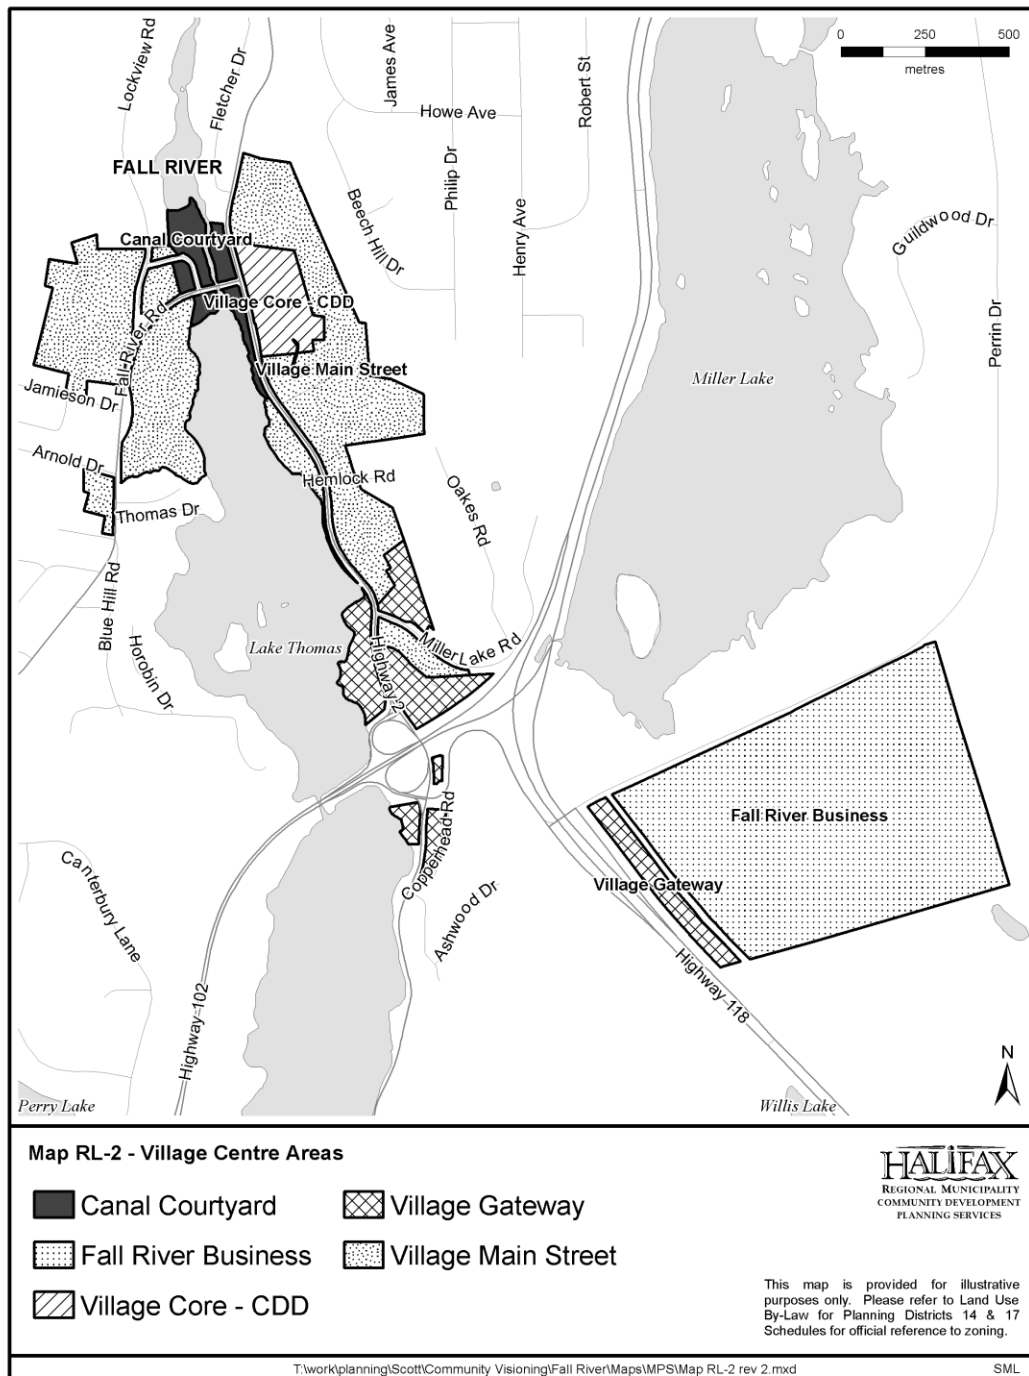 0 250 500
metres
Lockview Rd
Fletcher Dr
James Ave
Robert St
Howe Ave
FALL RIVER
Philip Dr
Beech Hill Dr
Henry Ave
Guildwood Dr
Canal Courtyard
Village Core - CDD
Fall River Rd
Perrin Dr
Village Main Street
Miller Lake
Jamieson Dr
Arnold Dr
Hemlock Rd
Oakes Rd
Thomas Dr
Blue Hill Rd
Horobin Dr
Lake Thomas
Miller Lake Rd
Highway 2
Fall River Business
Copperhead Rd
Village Gateway
Canterbury Lane
Ashwood Dr
Highway 102
Highway 118
N
Perry Lake
Willis Lake
Map RL-2 - Village Centre Areas
Canal Courtyard
Village Gateway
Fall River Business
Village Main Street
Village Core - CDD
HALIFAX
REGIONAL MUNICIPALITY
COMMUNITY DEVELOPMENT
PLANNING SERVICES
This map is provided for illustrative
purposes only. Please refer to Land Use
By-Law for Planning Districts 14 & 17
Schedules for official reference to zoning.
T:\work\planning\Scott\Community Visioning\Fall River\Maps\MPS\Map RL-2 rev 2.mxd
SML